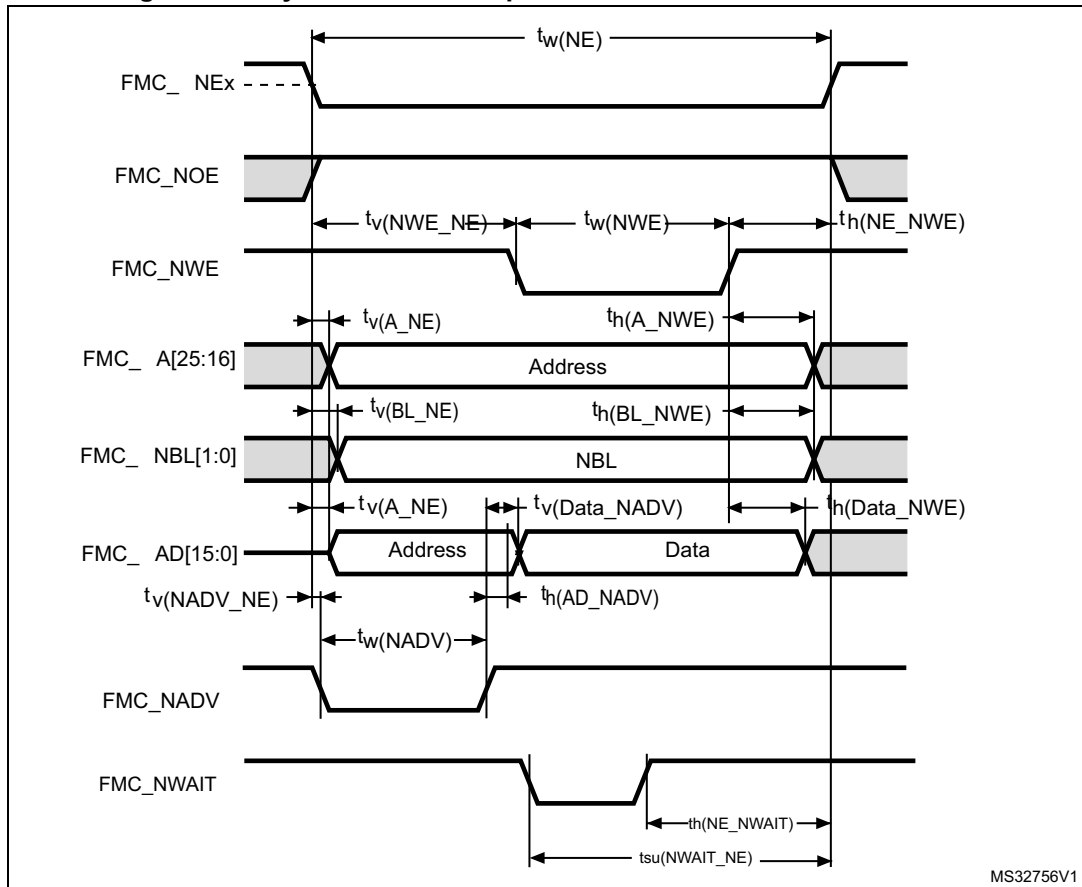 tw(NE)
FMC_ NEx
FMC_NOE
tv(NWE_NE)
tw(NWE)
th(NE_NWE)
FMC_NWE
tv(A_NE)
th(A_NWE)
FMC_ A[25:16]
Address
tv(BL_NE)
th(BL_NWE)
FMC_ NBL[1:0]
NBL
tv(A_NE)
tv(Data_NADV)
th(Data_NWE)
FMC_ AD[15:0]
Address
Data
tv(NADV_NE)
th(AD_NADV)
tw(NADV)
FMC_NADV
FMC_NWAIT
th(NE_NWAIT)
tsu(NWAIT_NE)
MS32756V1